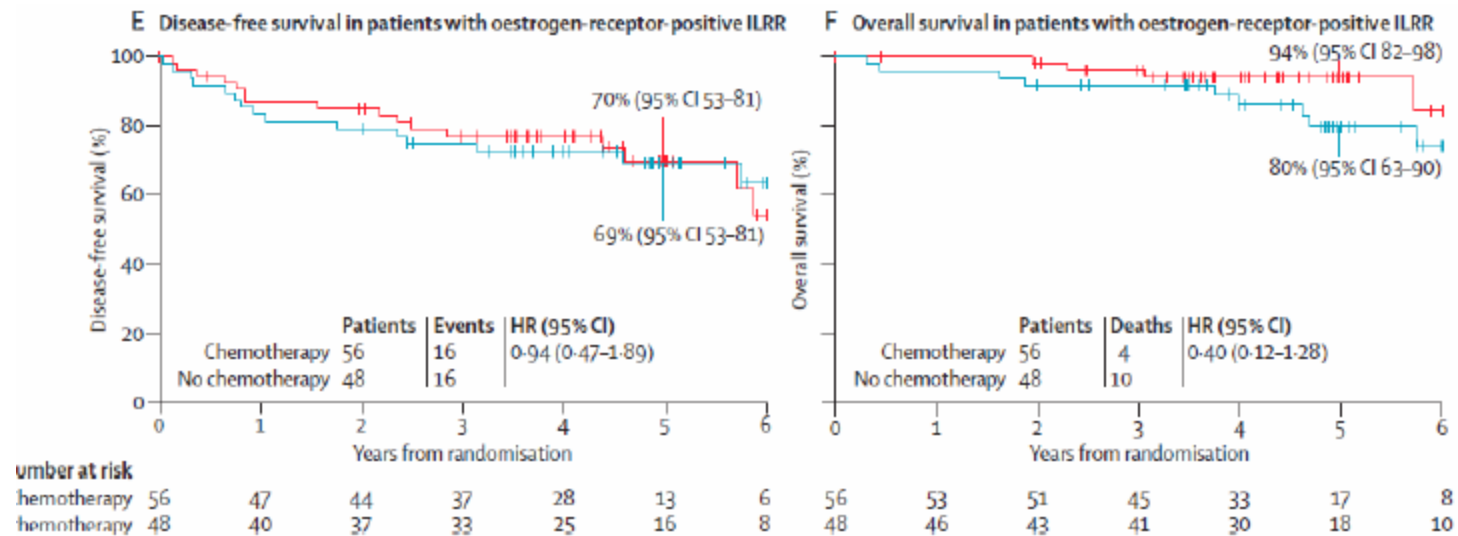 E Disease-free survival in patients with oestrogen-receptor-positive ILRR
100
80
60
40
20
0
Disease-free survival (%)
70% (95% CI 53–81)
69% (95% CI 53–81)
Patients Events HR (95% CI)
Chemotherapy 56 16 0·94 (0·47–1·89)
No chemotherapy 48 16
0 1 2 3 4 5 6
Years from randomisation
F Overall survival in patients with oestrogen-receptor-positive ILRR
Overall survival (%)
94% (95% CI 82–98)
80% (95% CI 63–90)
Patients Deaths HR (95% CI)
Chemotherapy 56 4 0·40 (0·12–1·28)
No chemotherapy 48 10
0 1 2 3 4 5 6
Years from randomisation
umber at risk
hemotherapy 56 47 44 37 28 13 6 56 53 51 45 33 17 8
hemotherapy 48 40 37 33 25 16 8 48 46 43 41 30 18 10